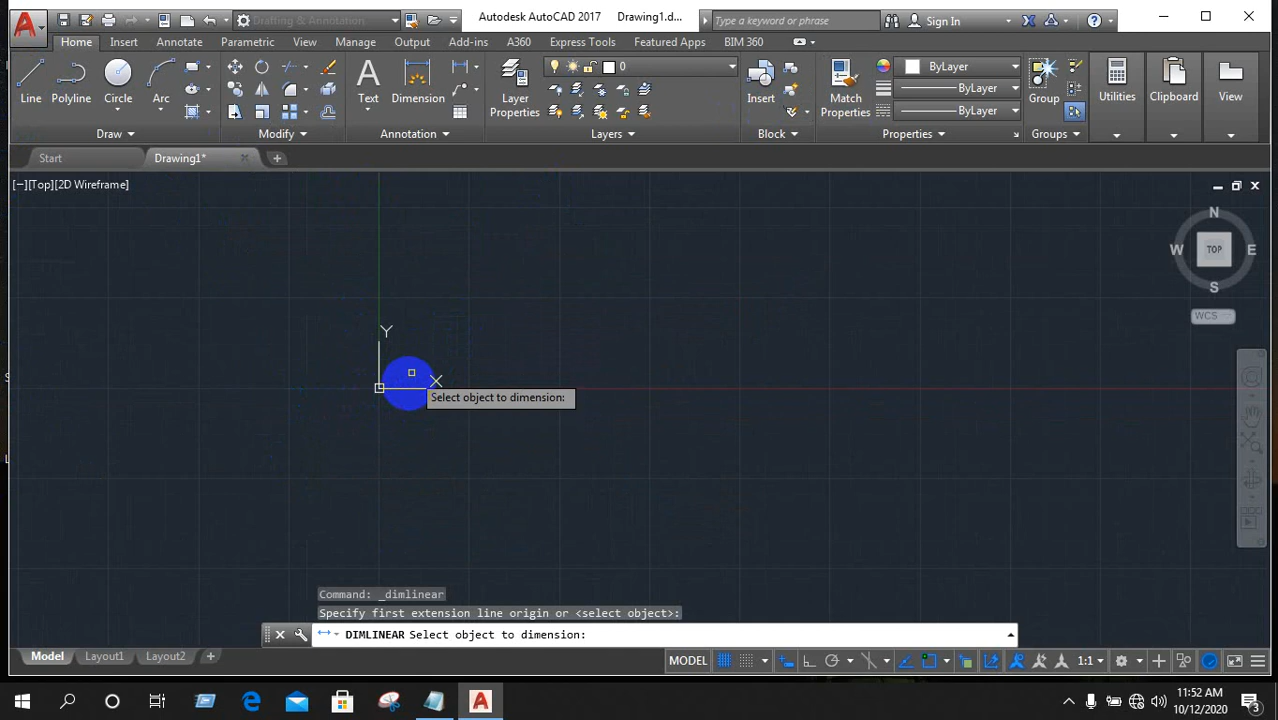 Drafting & Annotation
Autodesk AutoCAD 2017 Drawing1.d...
Type a keyword or phrase
Sign In
Home Insert Annotate Parametric View Manage Output Add-ins A360 Express Tools Featured Apps BIM 360
0
ByLayer
ByLayer
ByLayer
Line Polyline Circle Arc
Text Dimension
Layer Properties
Insert
Match Properties
Group
Utilities Clipboard View
Draw Modify Annotation Layers Block Properties Groups
Start Drawing1*
[−][Top][2D Wireframe]
N
W TOP E
S
WCS
Y
X
Select object to dimension:
Command: _dimlinear
Specify first extension line origin or <select object>:
DIMLINEAR Select object to dimension:
Model Layout1 Layout2
MODEL 1:1
11:52 AM
10/12/2020
3